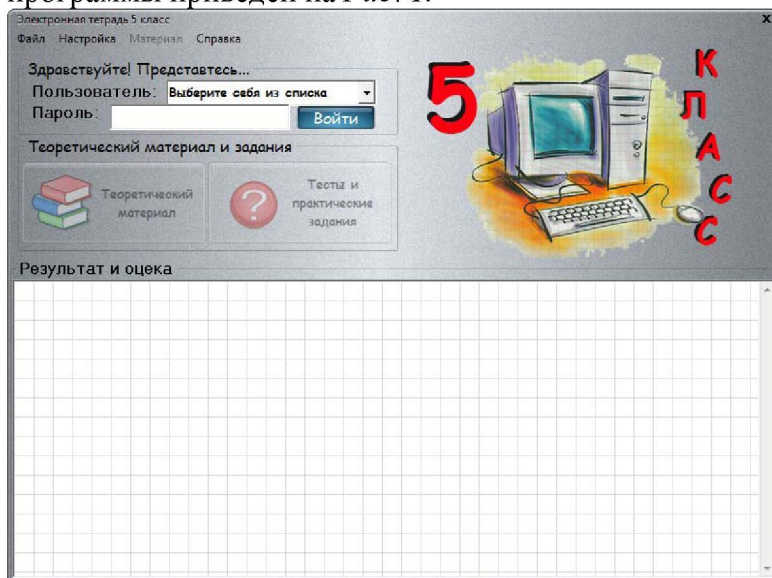 программы приведен на Рис. 1.
Электронная тетрадь 5 класс
x
Файл Настройка Материал Справка
Здравствуйте! Представтесь...
Пользователь: Выберите себя из списка
Пароль:
Войти
Теоретический материал и задания
Теоретический
материал
Тесты и
практические
задания
5
КЛАСС
Результат и оцека